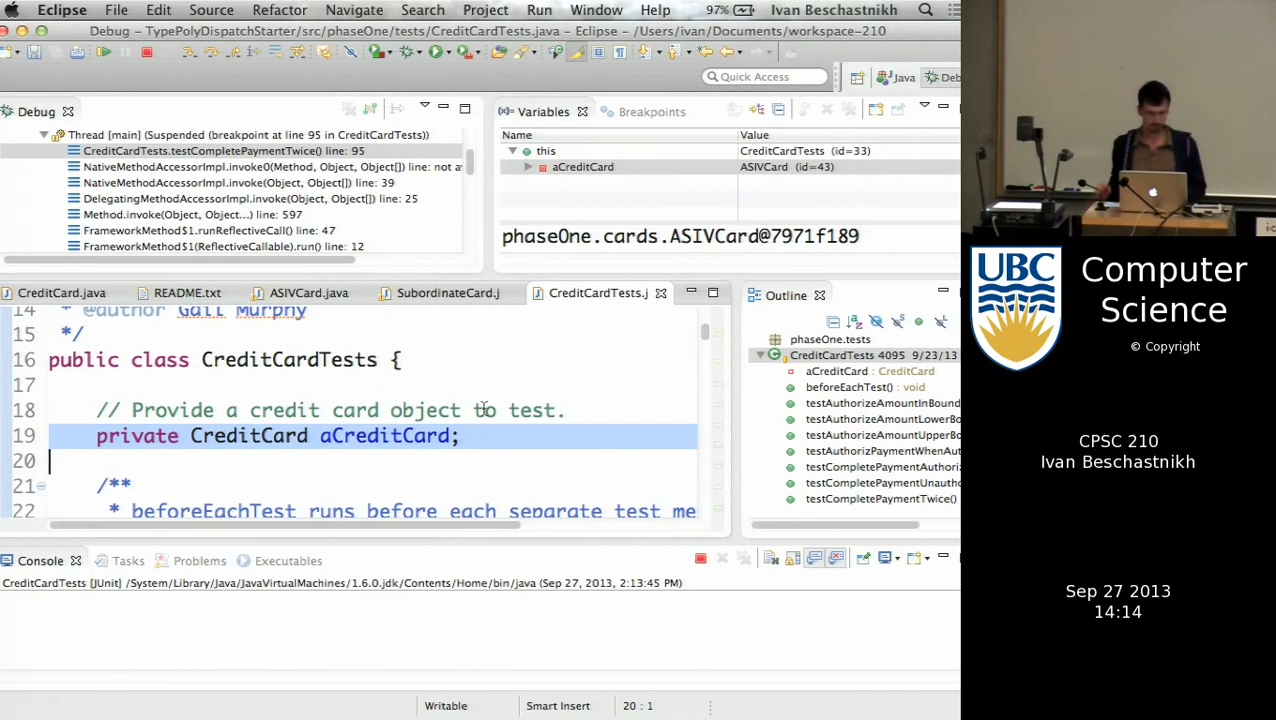 Eclipse File Edit Source Refactor Navigate Search Project Run Window Help 97% Ivan Beschastnikh
Debug - TypePolyDispatchStarter/src/phaseOne/tests/CreditCardTests.java - Eclipse - /Users/ivan/Documents/workspace-210
Quick Access
Java
Deb
Debug
Thread [main] (Suspended (breakpoint at line 95 in CreditCardTests))
CreditCardTests.testCompletePaymentTwice() line: 95
NativeMethodAccessorImpl.invoke0(Method, Object, Object[]) line: not a
NativeMethodAccessorImpl.invoke(Object, Object[]) line: 39
DelegatingMethodAccessorImpl.invoke(Object, Object[]) line: 25
Method.invoke(Object, Object...) line: 597
FrameworkMethod$1.runReflectiveCall() line: 47
FrameworkMethod$1(ReflectiveCallable).run() line: 12
Variables Breakpoints
Name Value
this CreditCardTests (id=33)
aCreditCard ASIVCard (id=43)
phaseOne.cards.ASIVCard@7971f189
CreditCard.java README.txt ASIVCard.java SubordinateCard.j CreditCardTests.j
14 * @author Gail Murphy
15 */
16 public class CreditCardTests {
17
18 // Provide a credit card object to test.
19 private CreditCard aCreditCard;
20
21 /**
22 * beforeEachTest runs before each separate test me
Outline
phaseOne.tests
CreditCardTests 4095 9/23/13
aCreditCard : CreditCard
beforeEachTest() : void
testAuthorizeAmountInBound
testAuthorizeAmountLowerBo
testAuthorizeAmountUpperBo
testAuthorizPaymentWhenAut
testCompletePaymentAuthoriz
testCompletePaymentUnautho
testCompletePaymentTwice()
Console Tasks Problems Executables
CreditCardTests [JUnit] /System/Library/Java/JavaVirtualMachines/1.6.0.jdk/Contents/Home/bin/java (Sep 27, 2013, 2:13:45 PM)
Writable Smart Insert 20 : 1
UBC
Computer
Science
© Copyright
CPSC 210
Ivan Beschastnikh
Sep 27 2013
14:14